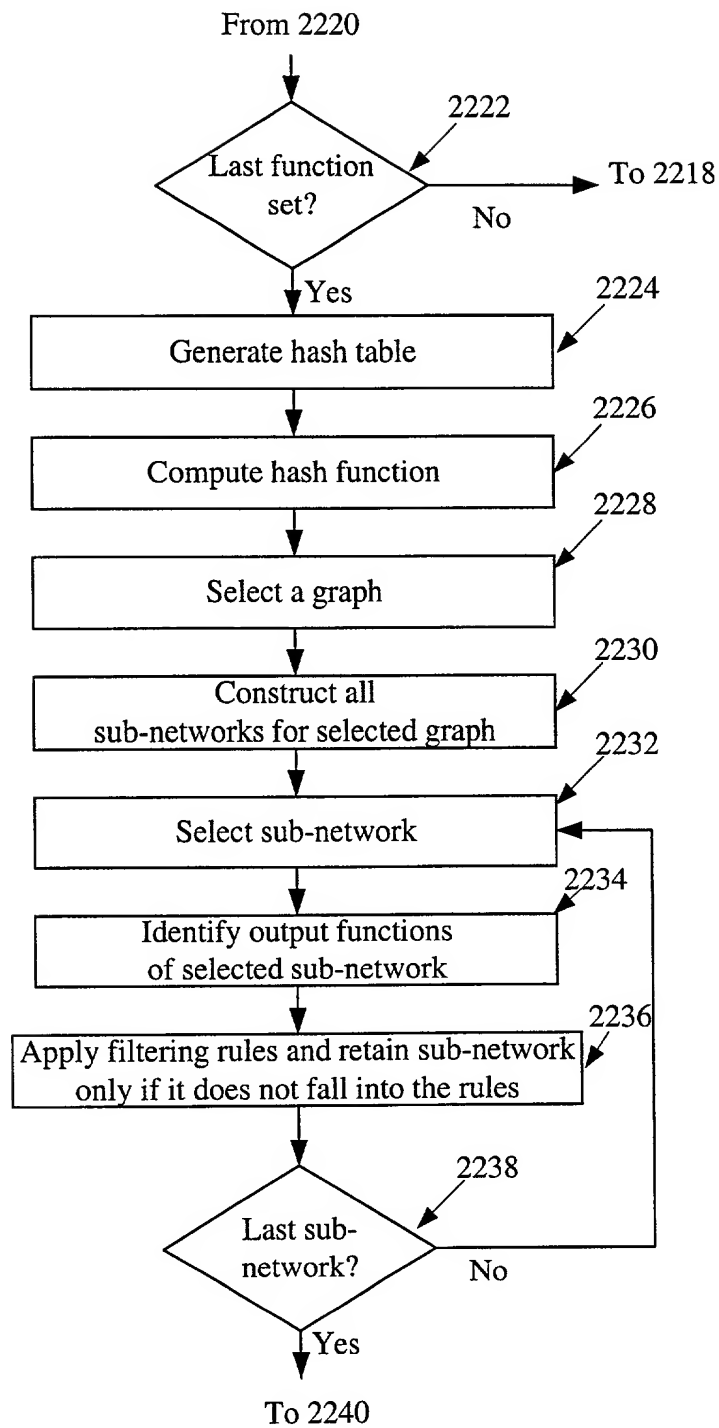 From 2220
2222
Last function
set?
To 2218
No
Yes
2224
Generate hash table
2226
Compute hash function
2228
Select a graph
2230
Construct all
sub-networks for selected graph
2232
Select sub-network
2234
Identify output functions
of selected sub-network
2236
Apply filtering rules and retain sub-network
only if it does not fall into the rules
2238
Last sub-
network?
No
Yes
To 2240